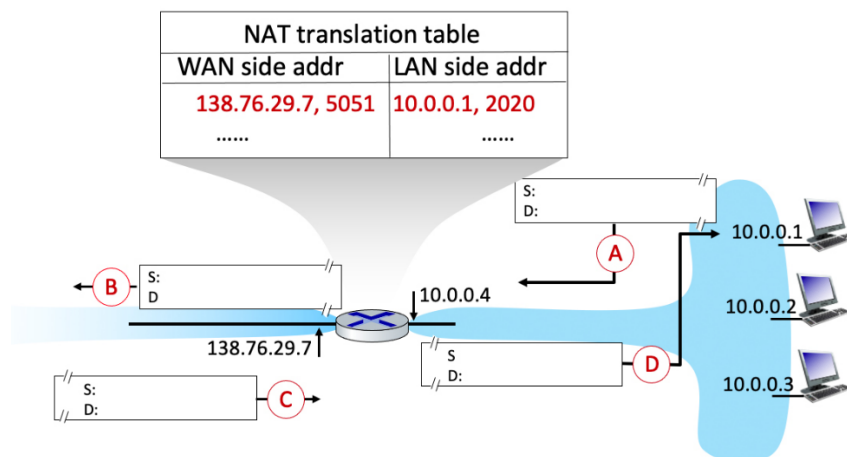 NAT translation table
WAN side addr LAN side addr
138.76.29.7, 5051 10.0.0.1, 2020
...... ......
S:
D:
10.0.0.1
A
B
S:
D
10.0.0.4
10.0.0.2
138.76.29.7
S
D:
D
10.0.0.3
S:
D:
C